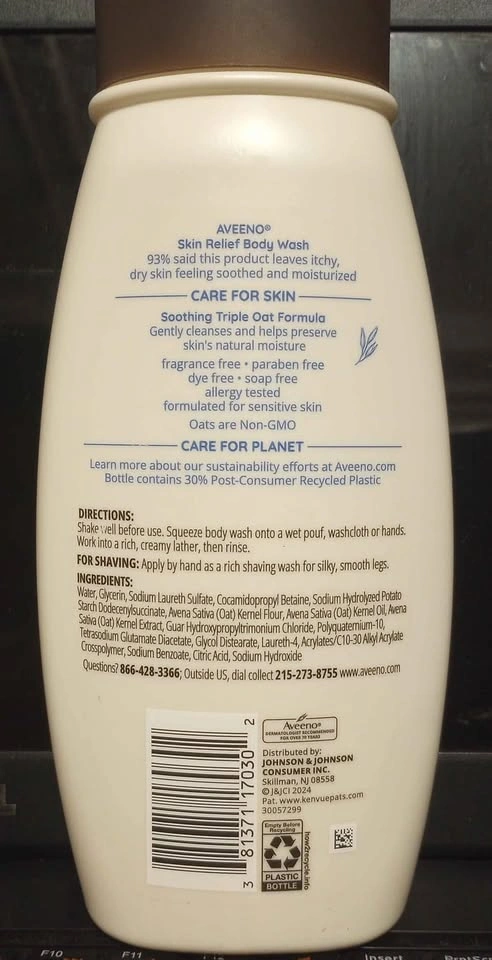 AVEENO®
Skin Relief Body Wash
93% said this product leaves itchy,
dry skin feeling soothed and moisturized
CARE FOR SKIN
Soothing Triple Oat Formula
Gently cleanses and helps preserve
skin's natural moisture
fragrance free • paraben free
dye free • soap free
allergy tested
formulated for sensitive skin
Oats are Non-GMO
CARE FOR PLANET
Learn more about our sustainability efforts at Aveeno.com
Bottle contains 30% Post-Consumer Recycled Plastic
DIRECTIONS:
Shake well before use. Squeeze body wash onto a wet pouf, washcloth or hands.
Work into a rich, creamy lather, then rinse.
FOR SHAVING: Apply by hand as a rich shaving wash for silky, smooth legs.
INGREDIENTS:
Water, Glycerin, Sodium Laureth Sulfate, Cocamidopropyl Betaine, Sodium Hydrolyzed Potato
Starch Dodecenylsuccinate, Avena Sativa (Oat) Kernel Flour, Avena Sativa (Oat) Kernel Oil, Avena
Sativa (Oat) Kernel Extract, Guar Hydroxypropyltrimonium Chloride, Polyquaternium-10,
Tetrasodium Glutamate Diacetate, Glycol Distearate, Laureth-4, Acrylates/C10-30 Alkyl Acrylate
Crosspolymer, Sodium Benzoate, Citric Acid, Sodium Hydroxide
Questions? 866-428-3366; Outside US, dial collect 215-273-8755 www.aveeno.com
3 81371 17030 2
Aveeno®
DERMATOLOGIST RECOMMENDED
FOR OVER 70 YEARS
Distributed by:
JOHNSON & JOHNSON
CONSUMER INC.
Skillman, NJ 08558
© J&JCI 2024
Pat. www.kenvuepats.com
30057299
Empty Before
Recycling
PLASTIC
BOTTLE
how2recycle.info
F10
F11
Insert
PrntScr